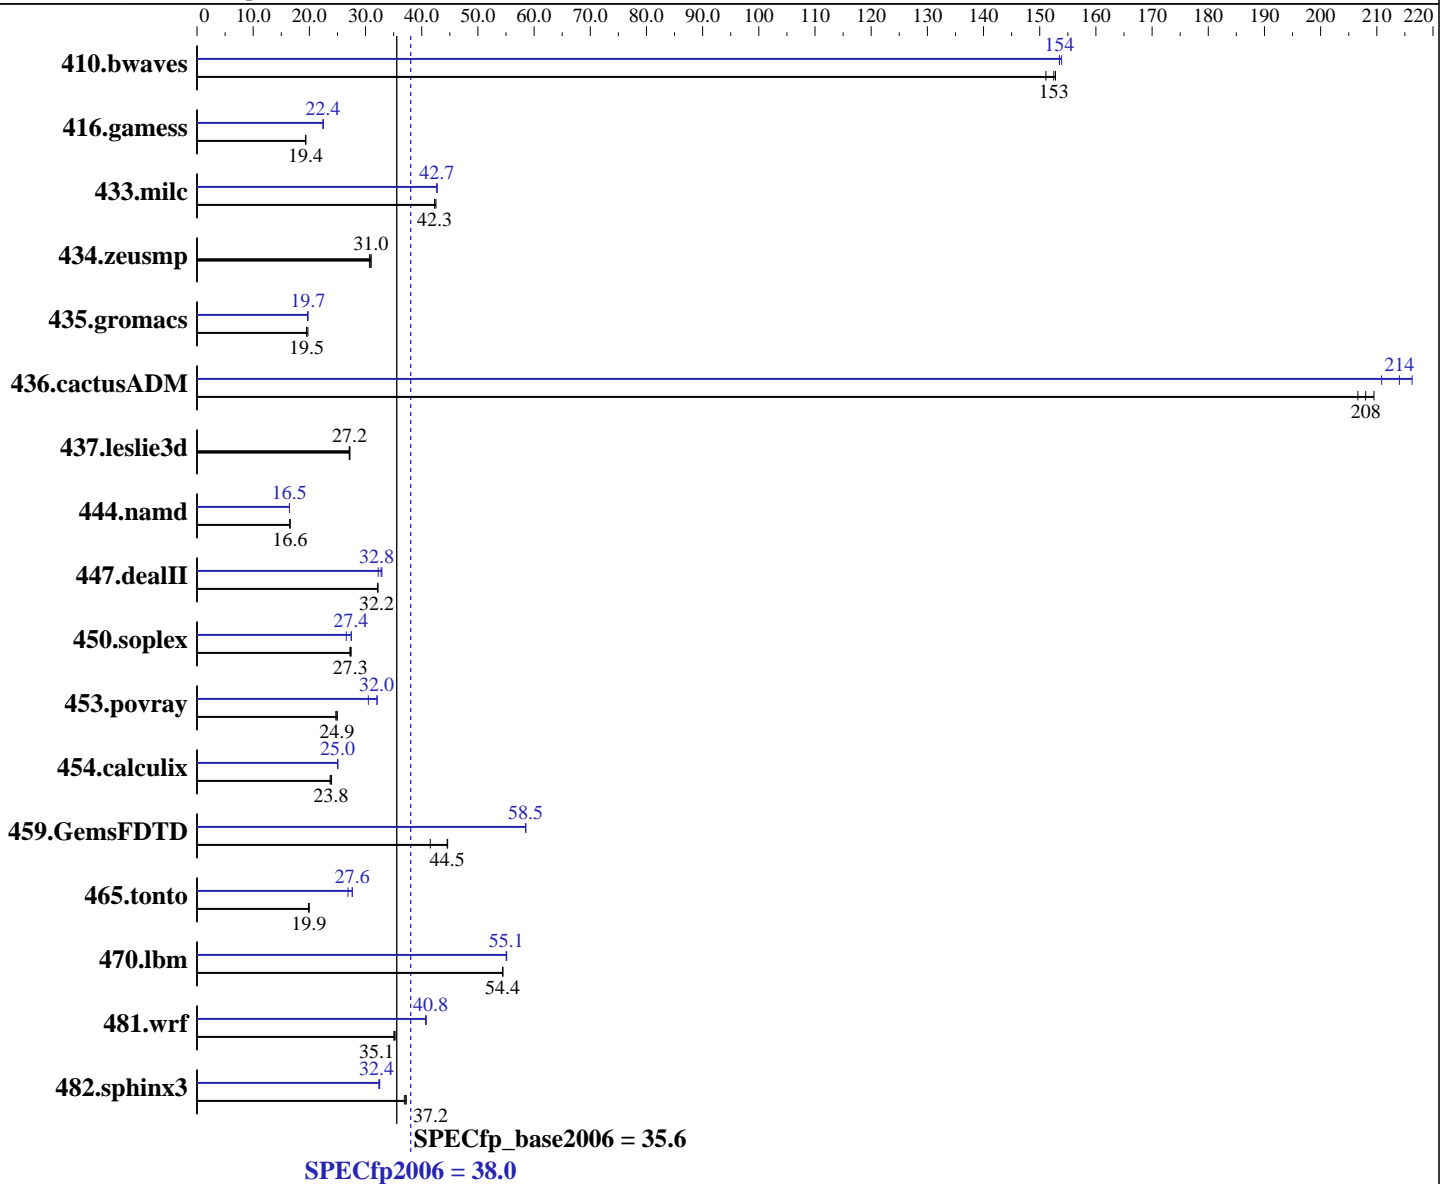 0 10.0 20.0 30.0 40.0 50.0 60.0 70.0 80.0 90.0 100 110 120 130 140 150 160 170 180 190 200 210 220
154
410.bwaves
153
22.4
416.gamess
19.4
42.7
433.milc
42.3
31.0
434.zeusmp
19.7
435.gromacs
19.5
214
436.cactusADM
208
27.2
437.leslie3d
16.5
444.namd
16.6
32.8
447.dealII
32.2
27.4
450.soplex
27.3
32.0
453.povray
24.9
25.0
454.calculix
23.8
58.5
459.GemsFDTD
44.5
27.6
465.tonto
19.9
55.1
470.lbm
54.4
40.8
481.wrf
35.1
32.4
482.sphinx3
37.2
SPECfp_base2006 = 35.6
SPECfp2006 = 38.0